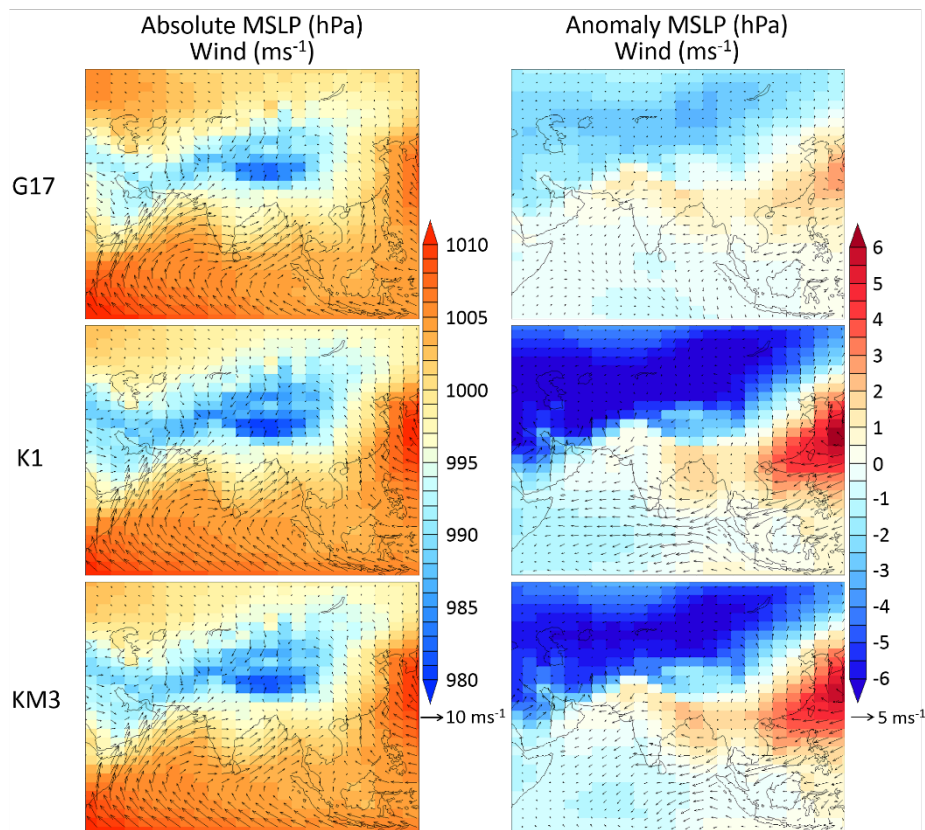 Absolute MSLP (hPa)
Wind (ms⁻¹)
Anomaly MSLP (hPa)
Wind (ms⁻¹)
G17
K1
KM3
1010
1005
1000
995
990
985
980
10 ms⁻¹
6
5
4
3
2
1
0
-1
-2
-3
-4
-5
-6
5 ms⁻¹